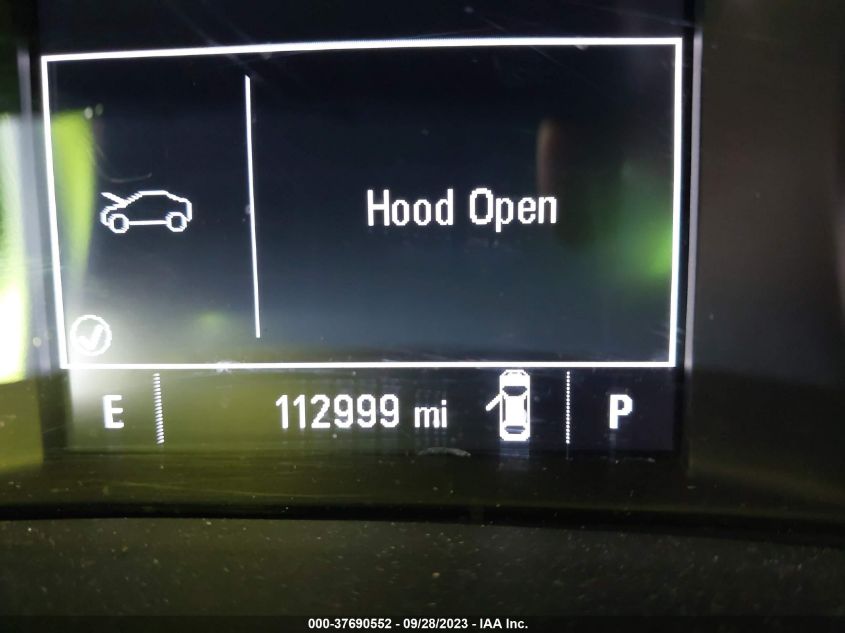 Hood Open
E 112999 mi P
000-37690552 - 09/28/2023 - IAA Inc.